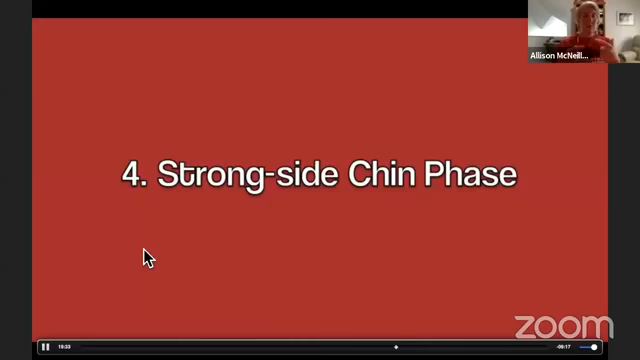 Allison McNeill...
4. Strong-side Chin Phase
zoom
19:33
-09:17